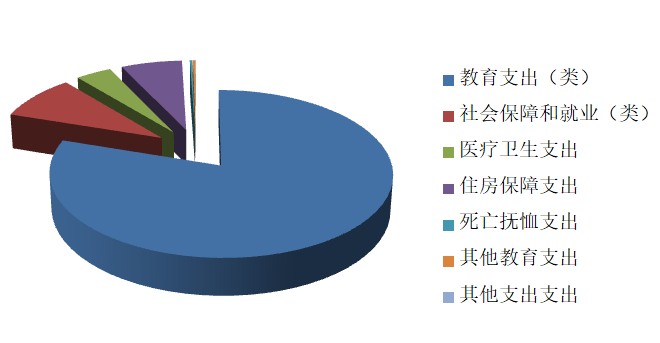 教育支出（类）
社会保障和就业（类）
医疗卫生支出
住房保障支出
死亡抚恤支出
其他教育支出
其他支出支出